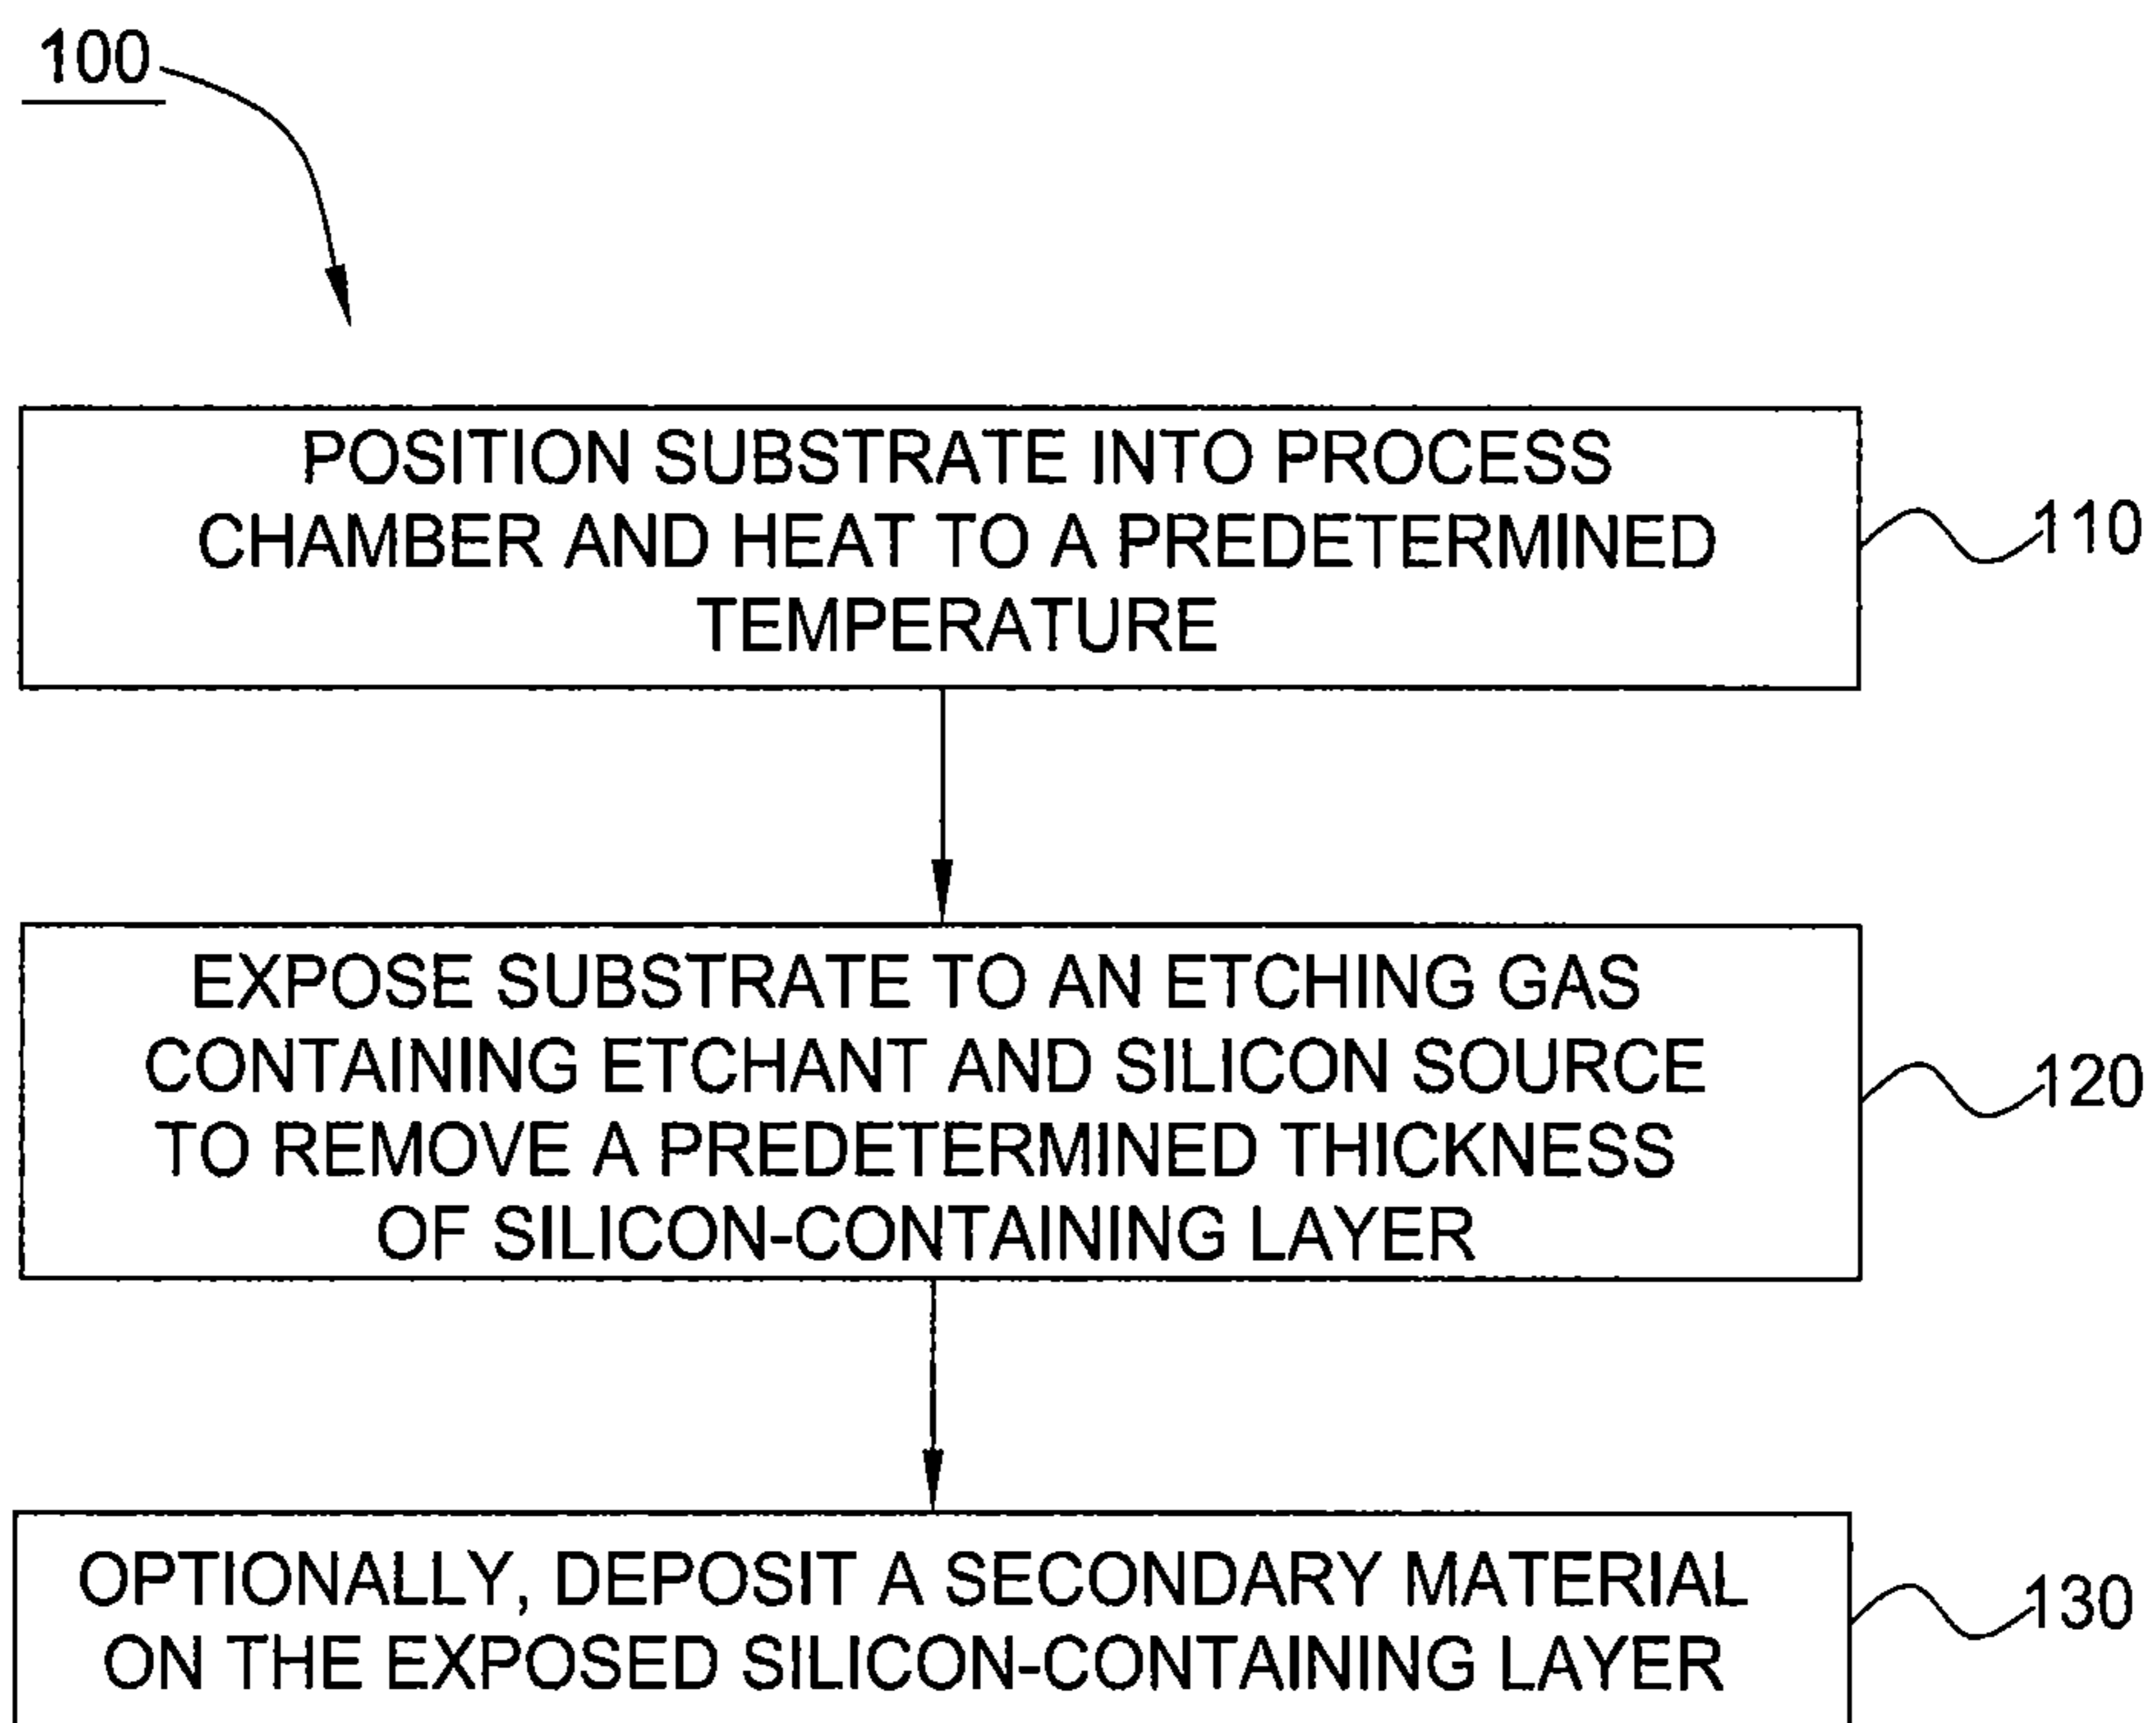 100
POSITION SUBSTRATE INTO PROCESS
CHAMBER AND HEAT TO A PREDETERMINED
TEMPERATURE
110
EXPOSE SUBSTRATE TO AN ETCHING GAS
CONTAINING ETCHANT AND SILICON SOURCE
TO REMOVE A PREDETERMINED THICKNESS
OF SILICON-CONTAINING LAYER
120
OPTIONALLY, DEPOSIT A SECONDARY MATERIAL
ON THE EXPOSED SILICON-CONTAINING LAYER
130